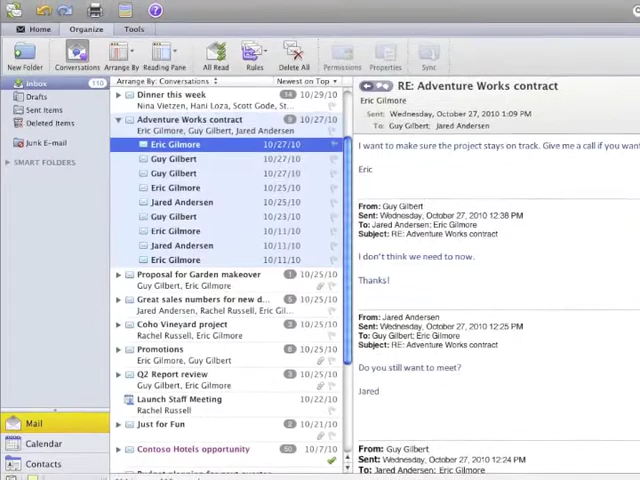 Home Organize Tools
New Folder Conversations Arrange By Reading Pane All Read Rules Delete All Permissions Properties Sync
Inbox 110
Drafts
Sent Items
Deleted Items
Junk E-mail
SMART FOLDERS
Mail
Calendar
Contacts
Arrange By: Conversations Newest on Top
Dinner this week 14 10/29/10
Nina Vietzen, Hani Loza, Scott Gode, St...
Adventure Works contract 9 10/27/10
Eric Gilmore, Guy Gilbert, Jared Andersen
Eric Gilmore 10/27/10
Guy Gilbert 10/27/10
Guy Gilbert 10/27/10
Eric Gilmore 10/25/10
Jared Andersen 10/25/10
Guy Gilbert 10/23/10
Eric Gilmore 10/11/10
Jared Andersen 10/11/10
Eric Gilmore 10/11/10
Proposal for Garden makeover 1 10/25/10
Guy Gilbert, Eric Gilmore
Great sales numbers for new d... 5 10/25/10
Jared Andersen, Rachel Russell, Eric Gil...
Coho Vineyard project 3 10/25/10
Rachel Russell, Eric Gilmore
Promotions 6 10/25/10
Eric Gilmore, Guy Gilbert
Q2 Report review 3 10/25/10
Guy Gilbert, Eric Gilmore
Launch Staff Meeting 10/22/10
Rachel Russell
Just for Fun 2 10/21/10
Contoso Hotels opportunity 50 10/7/10
RE: Adventure Works contract
Eric Gilmore
Sent: Wednesday, October 27, 2010 1:09 PM
To: Guy Gilbert; Jared Andersen
I want to make sure the project stays on track. Give me a call if you want
Eric
From: Guy Gilbert
Sent: Wednesday, October 27, 2010 12:38 PM
To: Jared Andersen; Eric Gilmore
Subject: RE: Adventure Works contract
I don't think we need to now.
Thanks!
From: Jared Andersen
Sent: Wednesday, October 27, 2010 12:25 PM
To: Guy Gilbert; Eric Gilmore
Subject: RE: Adventure Works contract
Do you still want to meet?
Jared
From: Guy Gilbert
Sent: Wednesday, October 27, 2010 12:24 PM
To: Jared Andersen; Eric Gilmore